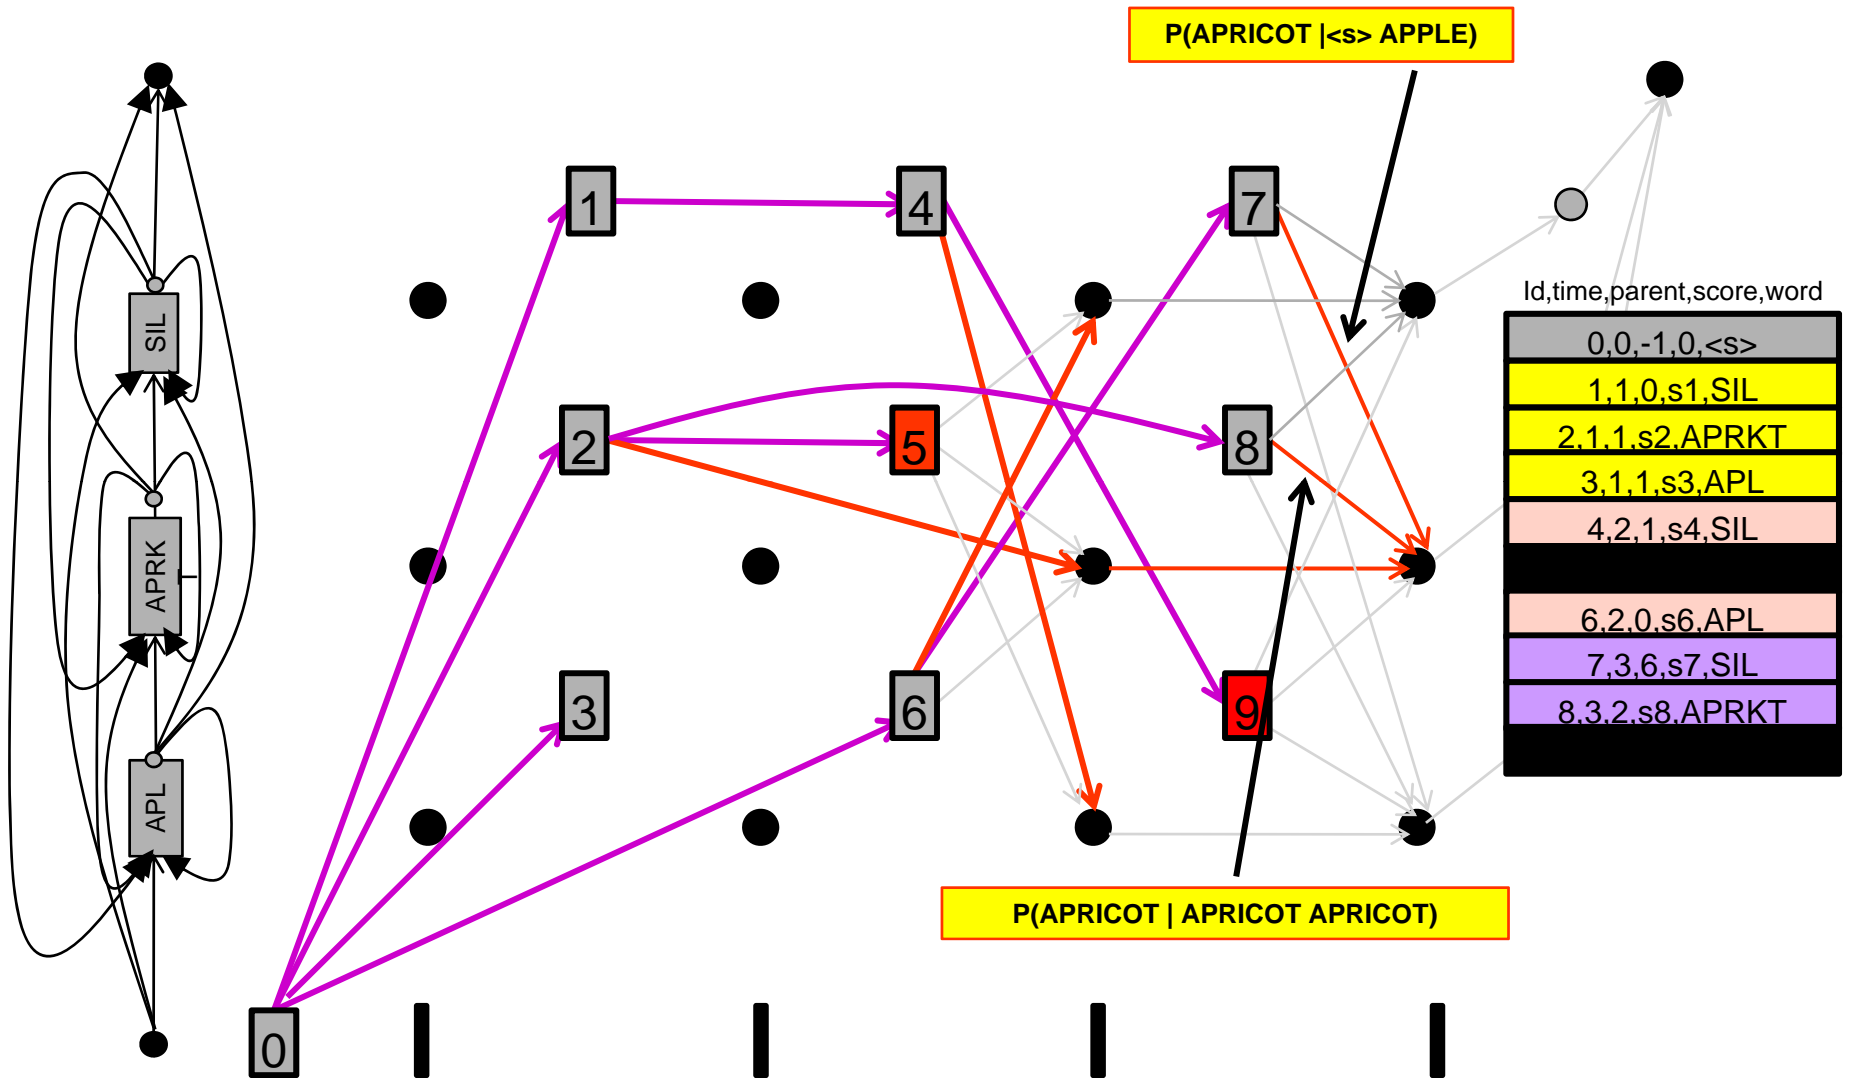 P(APRICOT |<s> APPLE)
1
4
7
Id,time,parent,score,word
0,0,-1,0,<s>
SIL
1,1,0,s1,SIL
2
5
8
2,1,1,s2,APRKT
3,1,1,s3,APL
4,2,1,s4,SIL
APRK
T
6,2,0,s6,APL
3
6
9
7,3,6,s7,SIL
8,3,2,s8,APRKT
APL
P(APRICOT | APRICOT APRICOT)
0